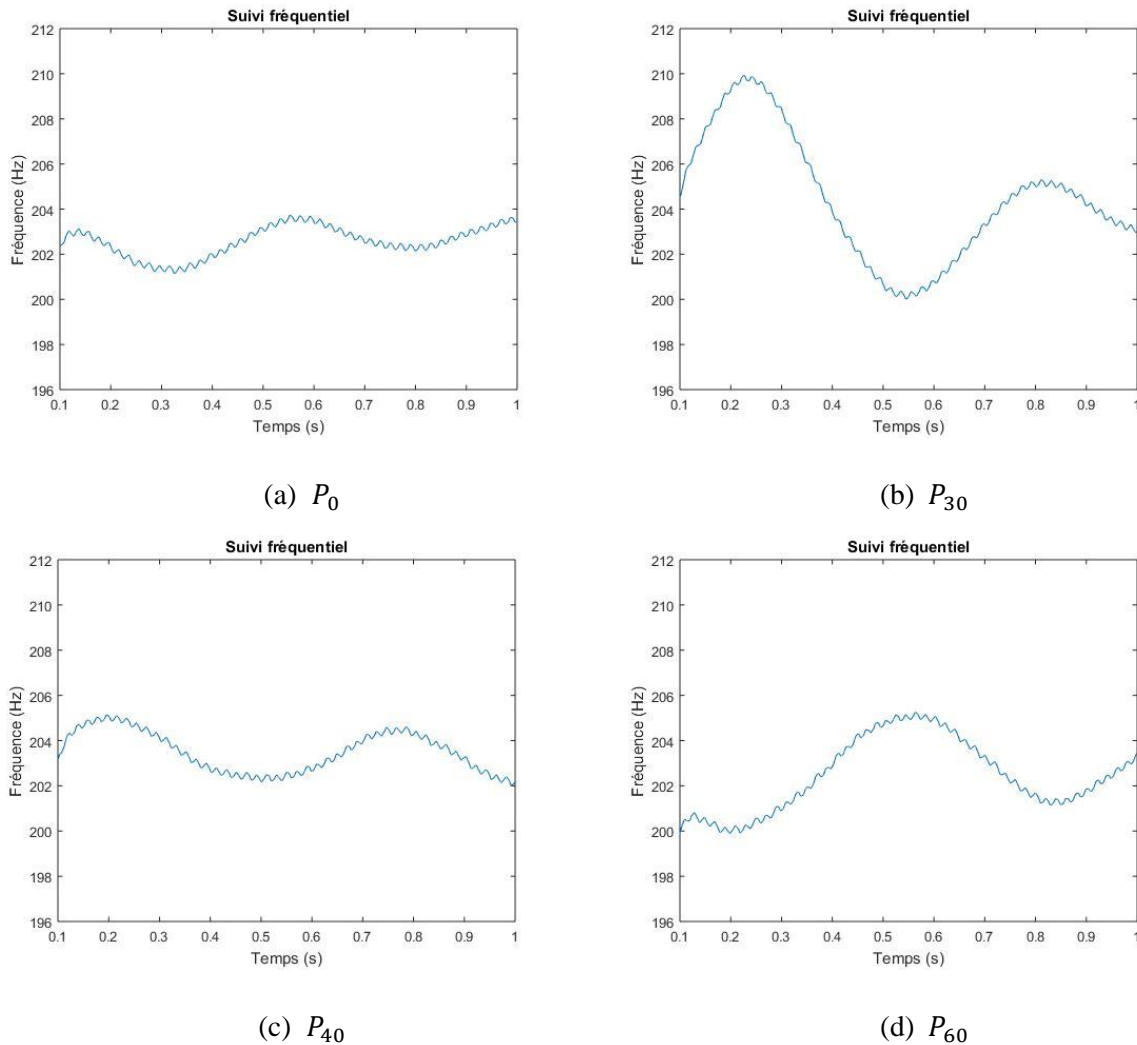 Suivi fréquentiel
Fréquence (Hz)
212
210
208
206
204
202
200
198
196
0.1 0.2 0.3 0.4 0.5 0.6 0.7 0.8 0.9 1
Temps (s)
(a) P₀
Suivi fréquentiel
Fréquence (Hz)
212
210
208
206
204
202
200
198
196
0.1 0.2 0.3 0.4 0.5 0.6 0.7 0.8 0.9 1
Temps (s)
(b) P₃₀
Suivi fréquentiel
Fréquence (Hz)
212
210
208
206
204
202
200
198
196
0.1 0.2 0.3 0.4 0.5 0.6 0.7 0.8 0.9 1
Temps (s)
(c) P₄₀
Suivi fréquentiel
Fréquence (Hz)
212
210
208
206
204
202
200
198
196
0.1 0.2 0.3 0.4 0.5 0.6 0.7 0.8 0.9 1
Temps (s)
(d) P₆₀